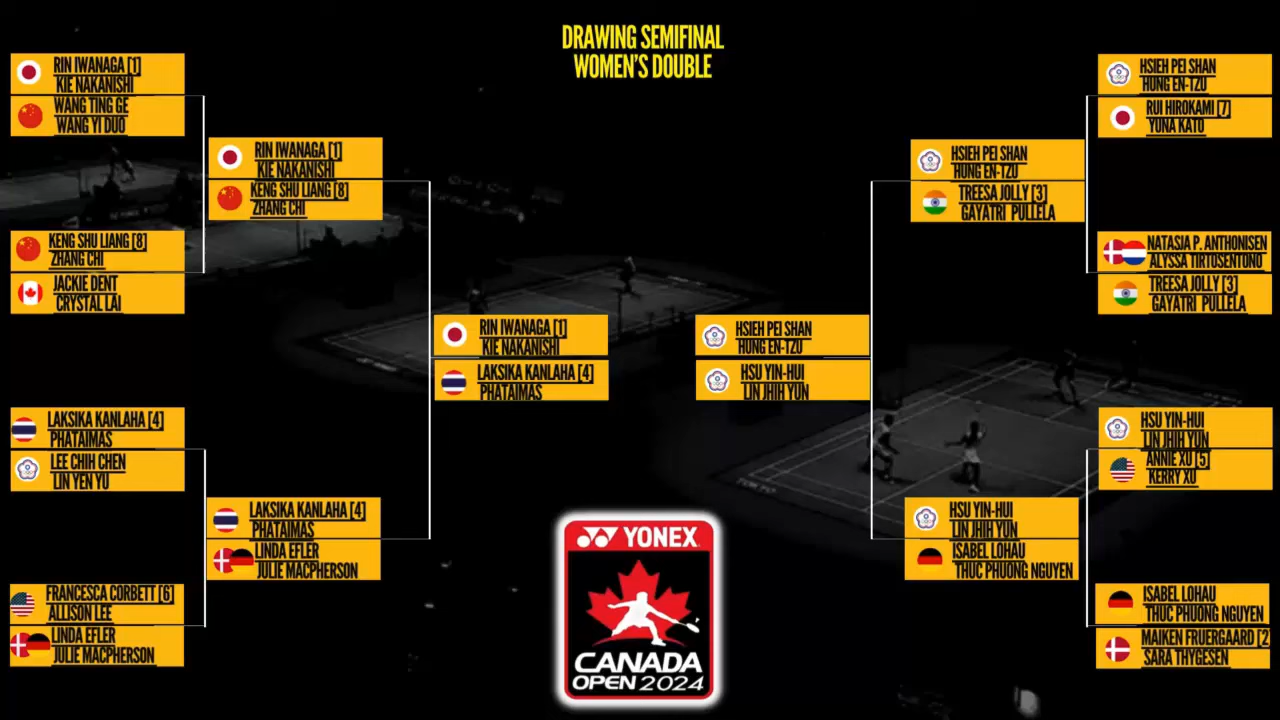 DRAWING SEMIFINAL
WOMEN'S DOUBLE
RIN IWANAGA [1]
KIE NAKANISHI
WANG TING GE
WANG YI DUO
KENG SHU LIANG [8]
ZHANG CHI
JACKIE DENT
CRYSTAL LAI
LAKSIKA KANLAHA [4]
PHATAIMAS
LEE CHIH CHEN
LIN YEN YU
FRANCESCA CORBETT [6]
ALLISON LEE
LINDA EFLER
JULIE MACPHERSON
RIN IWANAGA [1]
KIE NAKANISHI
KENG SHU LIANG [8]
ZHANG CHI
LAKSIKA KANLAHA [4]
PHATAIMAS
LINDA EFLER
JULIE MACPHERSON
RIN IWANAGA [1]
KIE NAKANISHI
LAKSIKA KANLAHA [4]
PHATAIMAS
HSIEH PEI SHAN
HUNG EN-TZU
HSU YIN-HUI
LIN JHIH YUN
HSIEH PEI SHAN
HUNG EN-TZU
TREESA JOLLY [3]
GAYATRI PULLELA
HSU YIN-HUI
LIN JHIH YUN
ISABEL LOHAU
THUC PHUONG NGUYEN
HSIEH PEI SHAN
HUNG EN-TZU
RUI HIROKAMI [7]
YUNA KATO
NATASJA P. ANTHONISEN
ALYSSA TIRTOSENTONO
TREESA JOLLY [3]
GAYATRI PULLELA
HSU YIN-HUI
LIN JHIH YUN
ANNIE XU [5]
KERRY XU
ISABEL LOHAU
THUC PHUONG NGUYEN
MAIKEN FRUERGAARD [2]
SARA THYGESEN
YONEX
CANADA
OPEN 2024